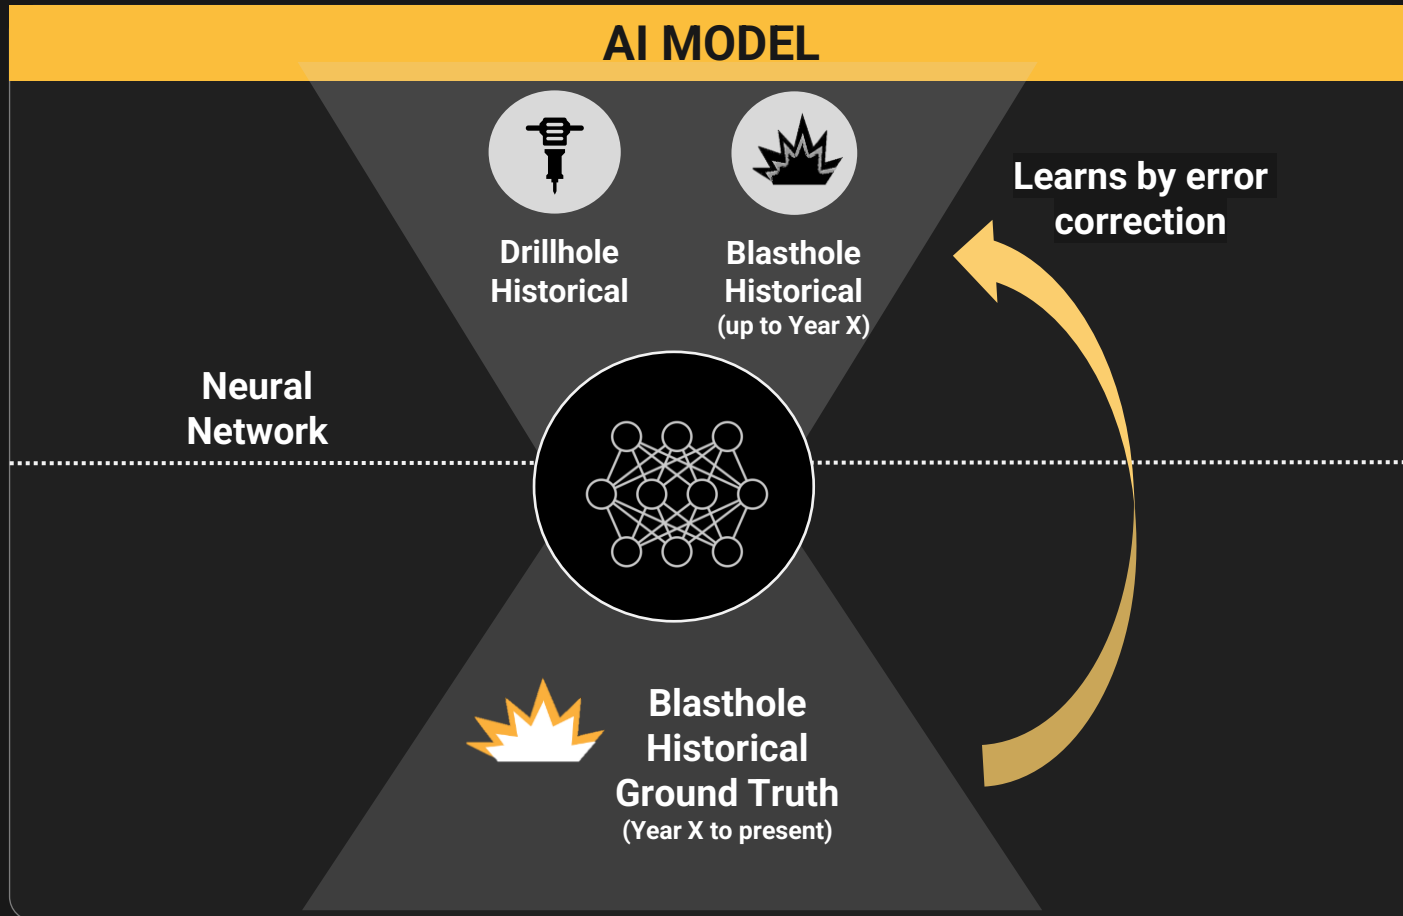 AI MODEL
Learns by error
correction
Drillhole
Historical
Blasthole
Historical
(up to Year X)
Neural
Network
Blasthole
Historical
Ground Truth
(Year X to present)